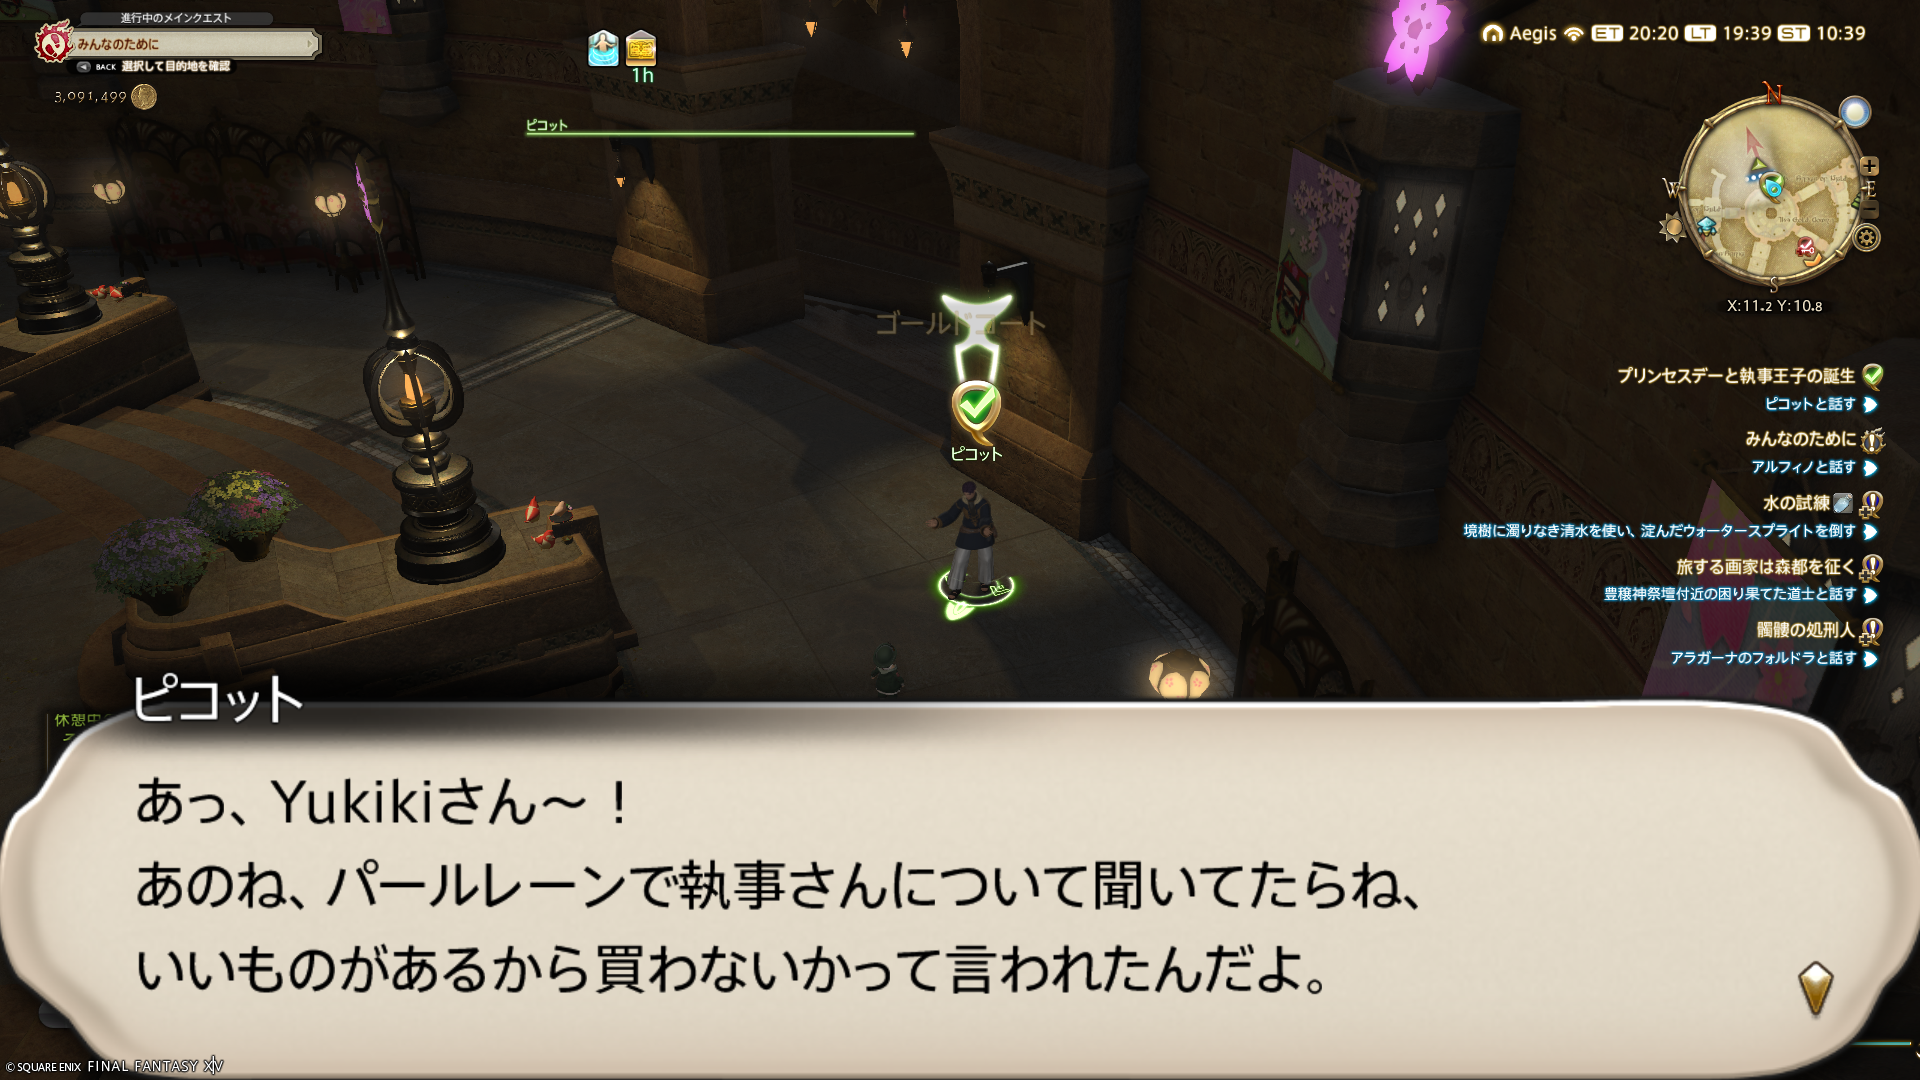 進行中のメインクエスト
みんなのために
BACK 選択して目的地を確認
3,091,499
1h
ピコット
Aegis ET 20:20 LT 19:39 ST 10:39
N
W
E
S
X:11.2 Y:10.8
ゴールドコート
ピコット
プリンセスデーと執事王子の誕生
ピコットと話す
みんなのために
アルフィノと話す
水の試練
境樹に濁りなき清水を使い、淀んだウォータースプライトを倒す
旅する画家は森都を征く
豊穣神祭壇付近の困り果てた道士と話す
髑髏の処刑人
アラガーナのフォルドラと話す
休憩中
ピコット
あっ、Yukikiさん～！
あのね、パールレーンで執事さんについて聞いてたらね、
いいものがあるから買わないかって言われたんだよ。
© SQUARE ENIX FINAL FANTASY XIV